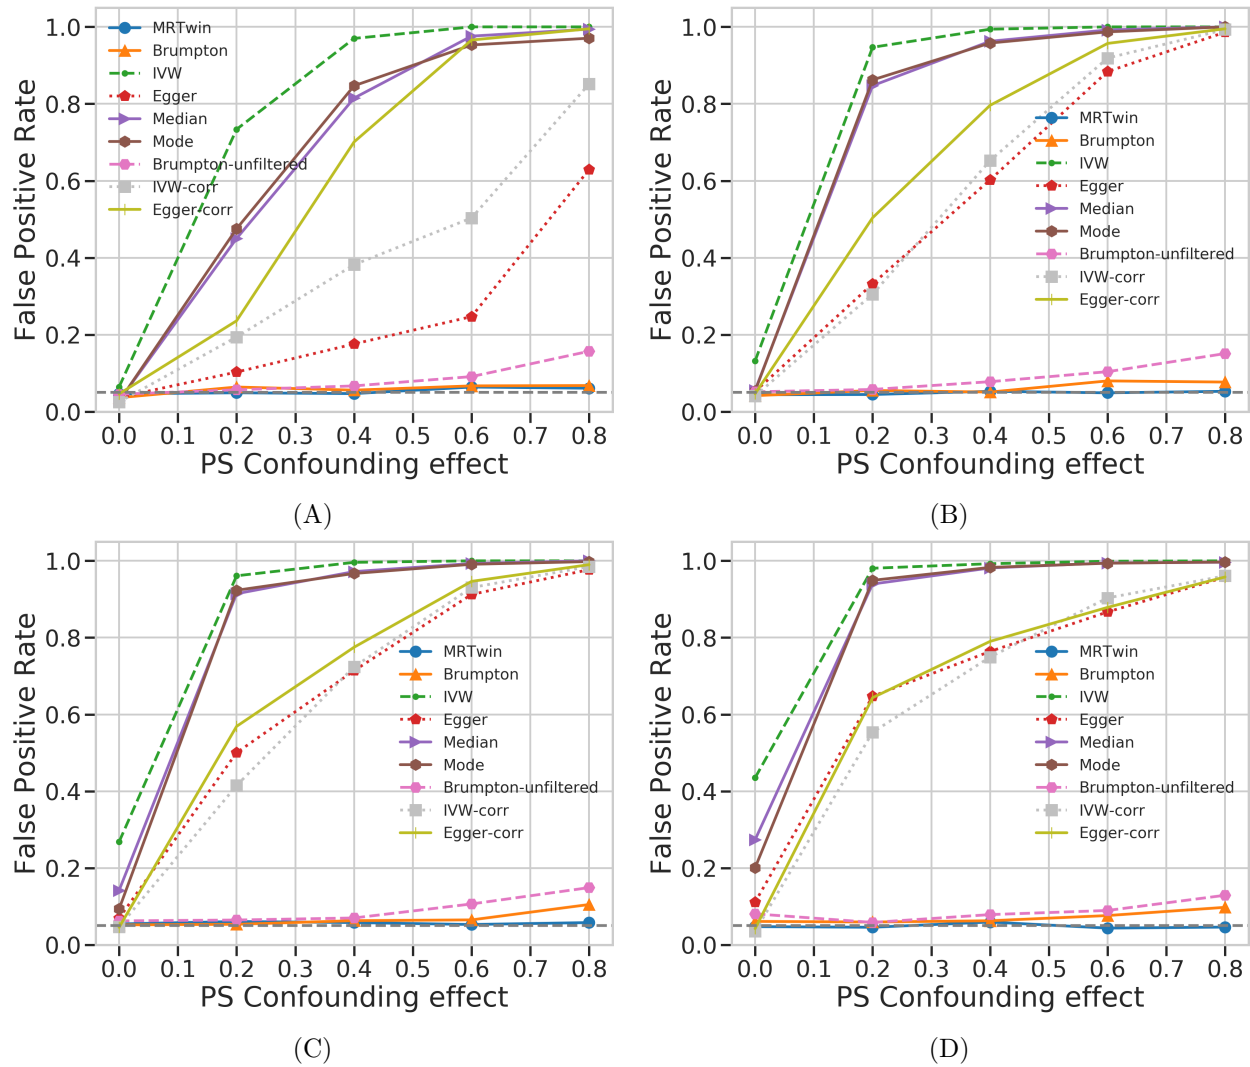 1.0
0.8
0.6
0.4
0.2
0.0
False Positive Rate
MRTwin
Brumpton
IVW
Egger
Median
Mode
Brumpton-unfiltered
IVW-corr
Egger-corr
0.0 0.1 0.2 0.3 0.4 0.5 0.6 0.7 0.8
PS Confounding effect
(A)
1.0
0.8
0.6
0.4
0.2
0.0
False Positive Rate
MRTwin
Brumpton
IVW
Egger
Median
Mode
Brumpton-unfiltered
IVW-corr
Egger-corr
0.0 0.1 0.2 0.3 0.4 0.5 0.6 0.7 0.8
PS Confounding effect
(B)
1.0
0.8
0.6
0.4
0.2
0.0
False Positive Rate
MRTwin
Brumpton
IVW
Egger
Median
Mode
Brumpton-unfiltered
IVW-corr
Egger-corr
0.0 0.1 0.2 0.3 0.4 0.5 0.6 0.7 0.8
PS Confounding effect
(C)
1.0
0.8
0.6
0.4
0.2
0.0
False Positive Rate
MRTwin
Brumpton
IVW
Egger
Median
Mode
Brumpton-unfiltered
IVW-corr
Egger-corr
0.0 0.1 0.2 0.3 0.4 0.5 0.6 0.7 0.8
PS Confounding effect
(D)